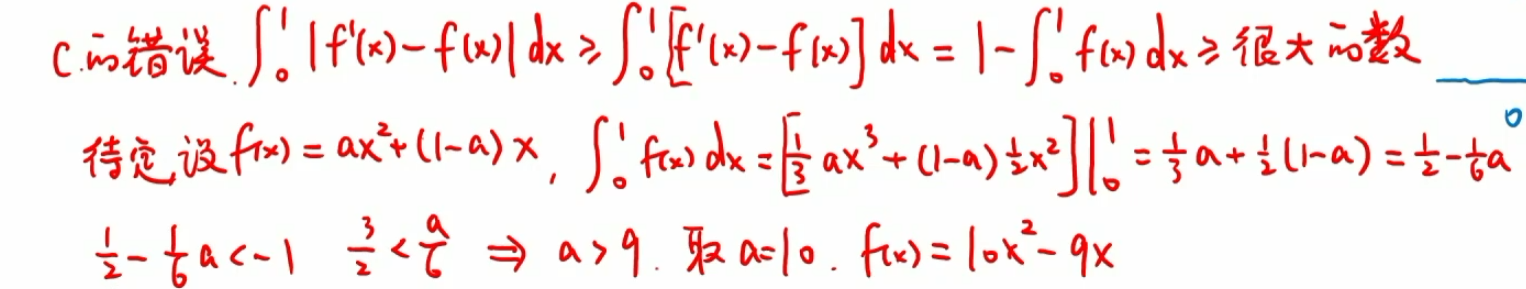 C.的错误. ∫₀¹ |f'(x)-f(x)| dx ≥ ∫₀¹ [f'(x)-f(x)] dx = 1-∫₀¹ f(x) dx ≥ 很大的数
待定,设 f(x) = ax² + (1-a) x, ∫₀¹ f(x) dx = [⅓ ax³ + (1-a) ½x²] |₀¹ = ⅓ a + ½ (1-a) = ½ - ⅙ a
½ - ⅙ a < -1 3/2 < a/6 ⇒ a > 9. 取 a=10. f(x) = 10x² - 9x